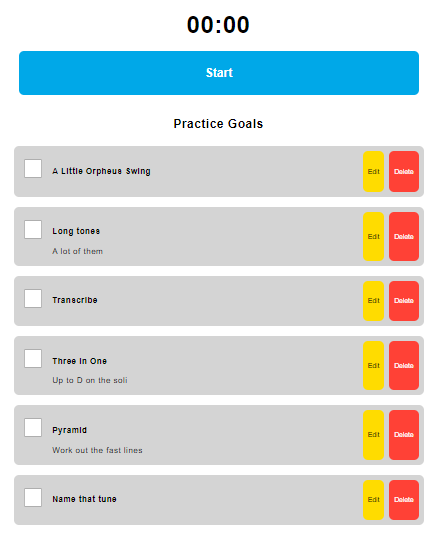 00:00
Start
Practice Goals
A Little Orpheus Swing
Edit Delete
Long tones
A lot of them
Edit Delete
Transcribe
Edit Delete
Three in One
Up to D on the soli
Edit Delete
Pyramid
Work out the fast lines
Edit Delete
Name that tune
Edit Delete